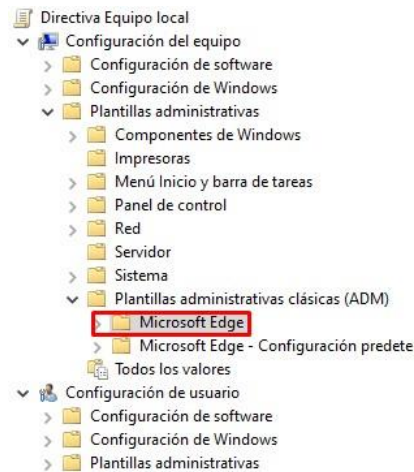 Directiva Equipo local
Configuración del equipo
Configuración de software
Configuración de Windows
Plantillas administrativas
Componentes de Windows
Impresoras
Menú Inicio y barra de tareas
Panel de control
Red
Servidor
Sistema
Plantillas administrativas clásicas (ADM)
Microsoft Edge
Microsoft Edge - Configuración predete
Todos los valores
Configuración de usuario
Configuración de software
Configuración de Windows
Plantillas administrativas